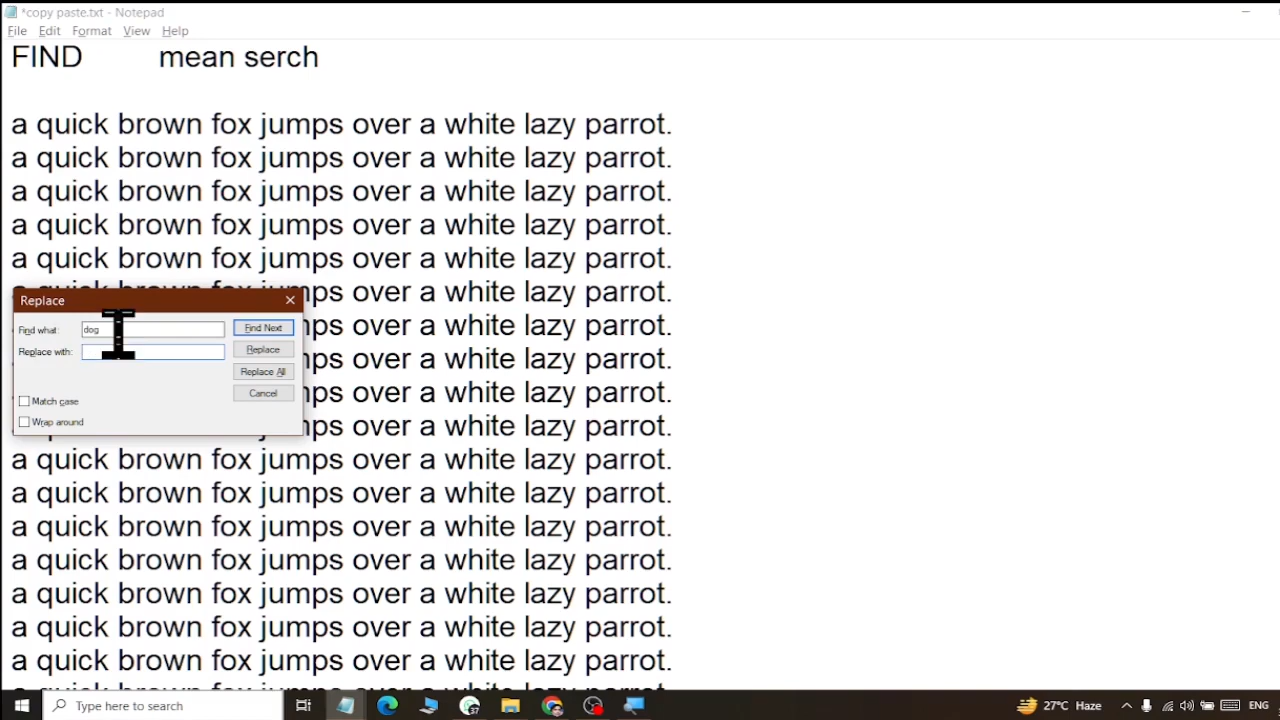 *copy paste.txt - Notepad
File Edit Format View Help
FIND mean serch
a quick brown fox jumps over a white lazy parrot.
a quick brown fox jumps over a white lazy parrot.
a quick brown fox jumps over a white lazy parrot.
a quick brown fox jumps over a white lazy parrot.
a quick brown fox jumps over a white lazy parrot.
jumps over a white lazy parrot.
Replace
mps over a white lazy parrot.
Find what: dog Find Next
Replace with: Replace
mps over a white lazy parrot.
Replace All
Cancel
mps over a white lazy parrot.
Match case
Wrap around
mps over a white lazy parrot.
a quick brown fox jumps over a white lazy parrot.
a quick brown fox jumps over a white lazy parrot.
a quick brown fox jumps over a white lazy parrot.
a quick brown fox jumps over a white lazy parrot.
a quick brown fox jumps over a white lazy parrot.
a quick brown fox jumps over a white lazy parrot.
a quick brown fox jumps over a white lazy parrot.
Type here to search 27°C Haze ENG